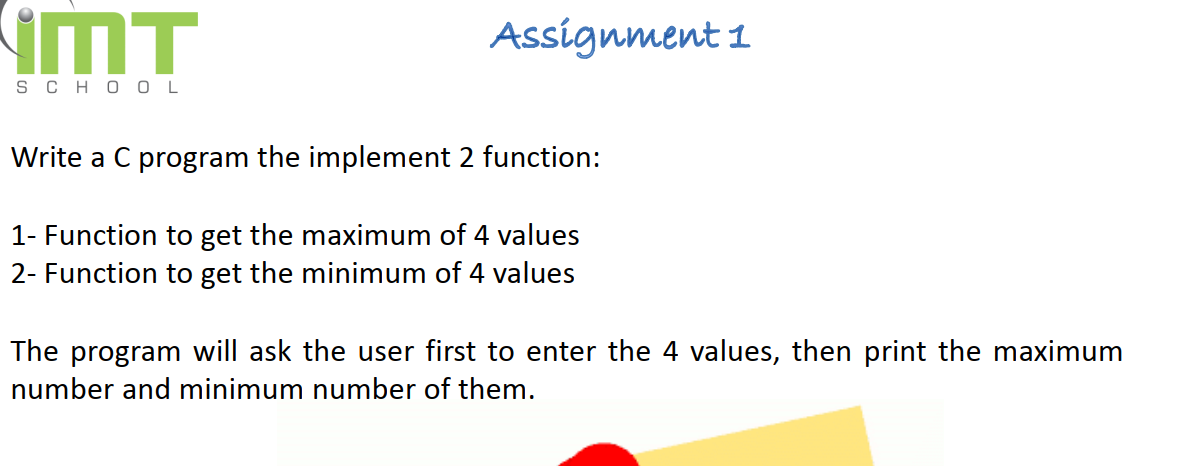 imT
SCHOOL
Assignment 1
Write a C program the implement 2 function:
1- Function to get the maximum of 4 values
2- Function to get the minimum of 4 values
The program will ask the user first to enter the 4 values, then print the maximum
number and minimum number of them.